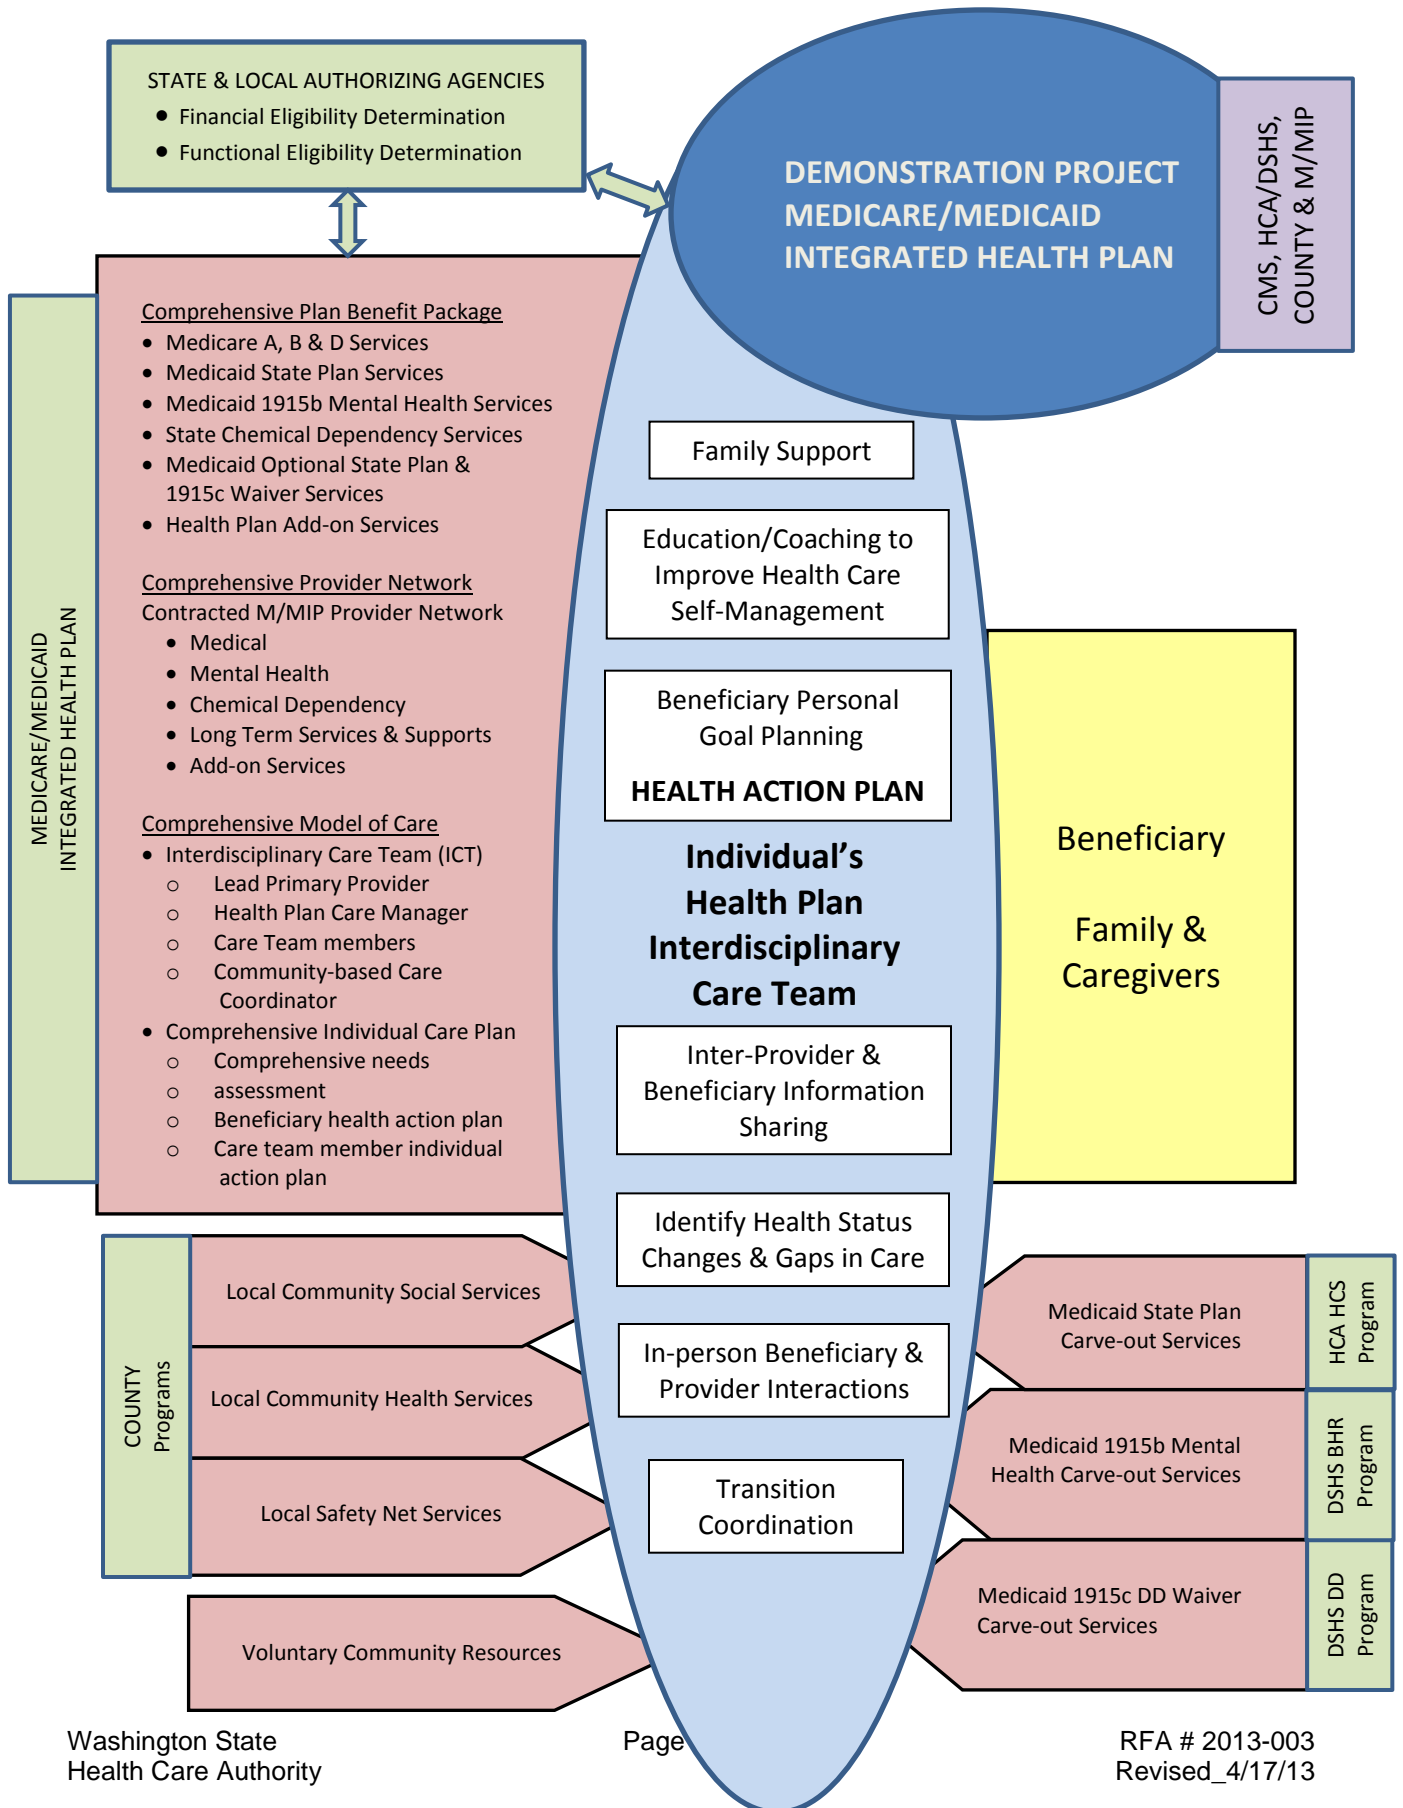 STATE & LOCAL AUTHORIZING AGENCIES
• Financial Eligibility Determination
• Functional Eligibility Determination
DEMONSTRATION PROJECT
MEDICARE/MEDICAID
INTEGRATED HEALTH PLAN
CMS, HCA/DSHS,
COUNTY & M/MIP
MEDICARE/MEDICAID
INTEGRATED HEALTH PLAN
Comprehensive Plan Benefit Package
• Medicare A, B & D Services
• Medicaid State Plan Services
• Medicaid 1915b Mental Health Services
• State Chemical Dependency Services
• Medicaid Optional State Plan &
1915c Waiver Services
• Health Plan Add-on Services
Comprehensive Provider Network
Contracted M/MIP Provider Network
• Medical
• Mental Health
• Chemical Dependency
• Long Term Services & Supports
• Add-on Services
Comprehensive Model of Care
• Interdisciplinary Care Team (ICT)
o Lead Primary Provider
o Health Plan Care Manager
o Care Team members
o Community-based Care
Coordinator
• Comprehensive Individual Care Plan
o Comprehensive needs
o assessment
o Beneficiary health action plan
o Care team member individual
action plan
Family Support
Education/Coaching to
Improve Health Care
Self-Management
Beneficiary Personal
Goal Planning
HEALTH ACTION PLAN
Individual’s
Health Plan
Interdisciplinary
Care Team
Inter-Provider &
Beneficiary Information
Sharing
Identify Health Status
Changes & Gaps in Care
In-person Beneficiary &
Provider Interactions
Transition
Coordination
Beneficiary
Family &
Caregivers
COUNTY
Programs
Local Community Social Services
Local Community Health Services
Local Safety Net Services
Voluntary Community Resources
Medicaid State Plan
Carve-out Services
HCA HCS
Program
Medicaid 1915b Mental
Health Carve-out Services
DSHS BHR
Program
Medicaid 1915c DD Waiver
Carve-out Services
DSHS DD
Program
Washington State
Health Care Authority
Page
RFA # 2013-003
Revised_4/17/13